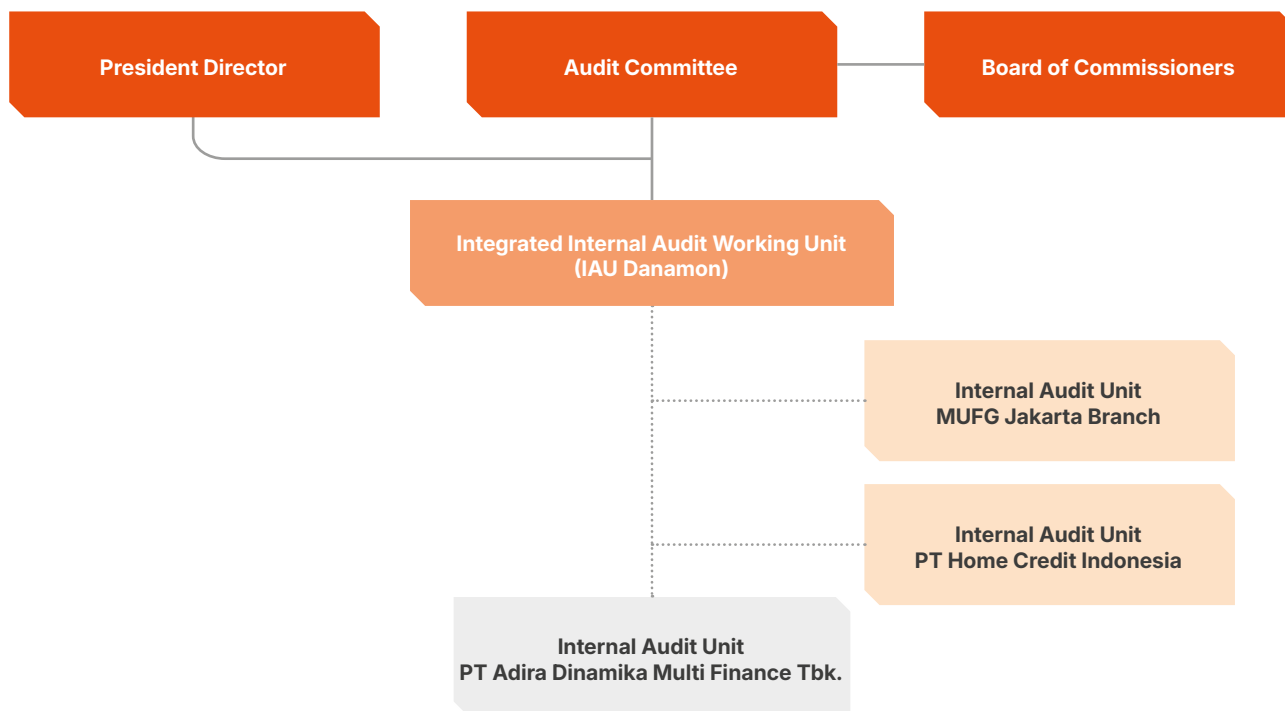 President Director
Audit Committee
Board of Commissioners
Integrated Internal Audit Working Unit
(IAU Danamon)
Internal Audit Unit
MUFG Jakarta Branch
Internal Audit Unit
PT Home Credit Indonesia
Internal Audit Unit
PT Adira Dinamika Multi Finance Tbk.